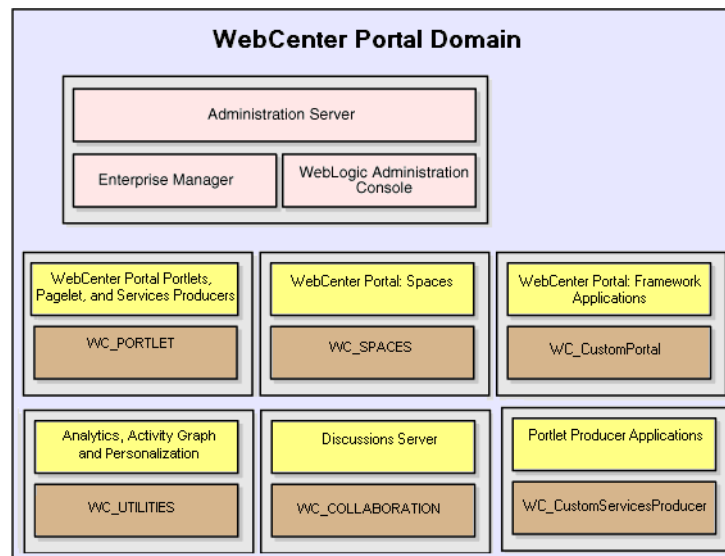 WebCenter Portal Domain
Administration Server
Enterprise Manager
WebLogic Administration
Console
WebCenter Portal Portlets,
Pagelet, and Services Producers
WC_PORTLET
WebCenter Portal: Spaces
WC_SPACES
WebCenter Portal: Framework
Applications
WC_CustomPortal
Analytics, Activity Graph
and Personalization
WC_UTILITIES
Discussions Server
WC_COLLABORATION
Portlet Producer Applications
WC_CustomServicesProducer